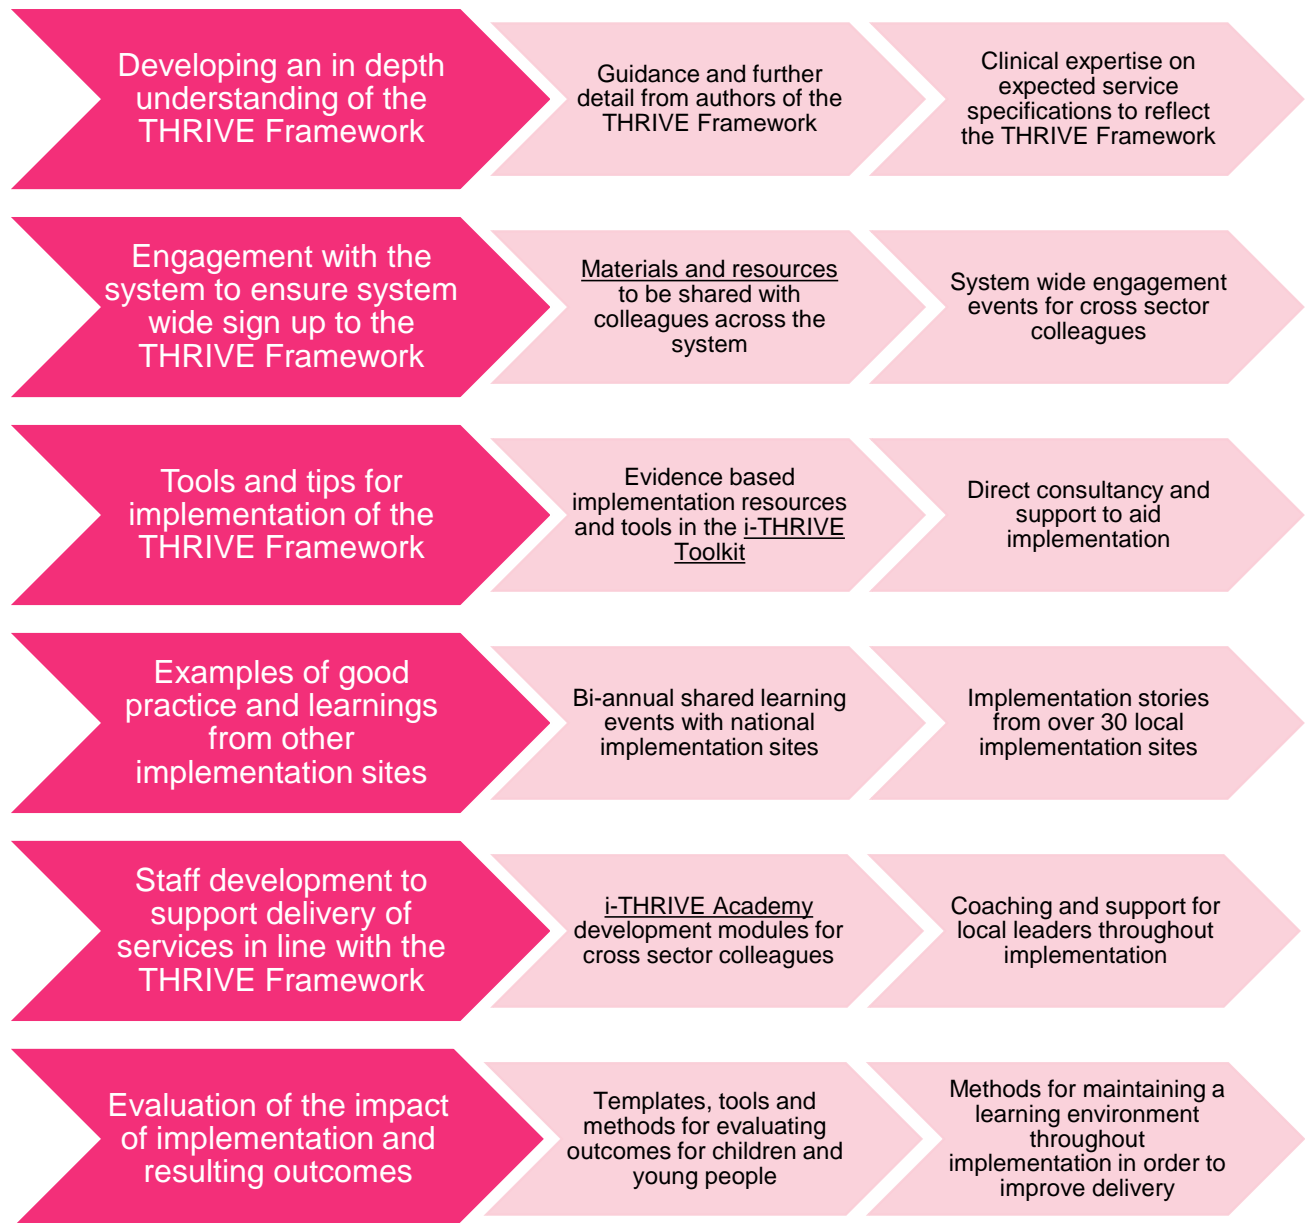 Developing an in depth
understanding of the
THRIVE Framework
Guidance and further
detail from authors of the
THRIVE Framework
Clinical expertise on
expected service
specifications to reflect
the THRIVE Framework
Engagement with the
system to ensure system
wide sign up to the
THRIVE Framework
Materials and resources
to be shared with
colleagues across the
system
System wide engagement
events for cross sector
colleagues
Tools and tips for
implementation of the
THRIVE Framework
Evidence based
implementation resources
and tools in the i-THRIVE
Toolkit
Direct consultancy and
support to aid
implementation
Examples of good
practice and learnings
from other
implementation sites
Bi-annual shared learning
events with national
implementation sites
Implementation stories
from over 30 local
implementation sites
Staff development to
support delivery of
services in line with the
THRIVE Framework
i-THRIVE Academy
development modules for
cross sector colleagues
Coaching and support for
local leaders throughout
implementation
Evaluation of the impact
of implementation and
resulting outcomes
Templates, tools and
methods for evaluating
outcomes for children and
young people
Methods for maintaining a
learning environment
throughout
implementation in order to
improve delivery